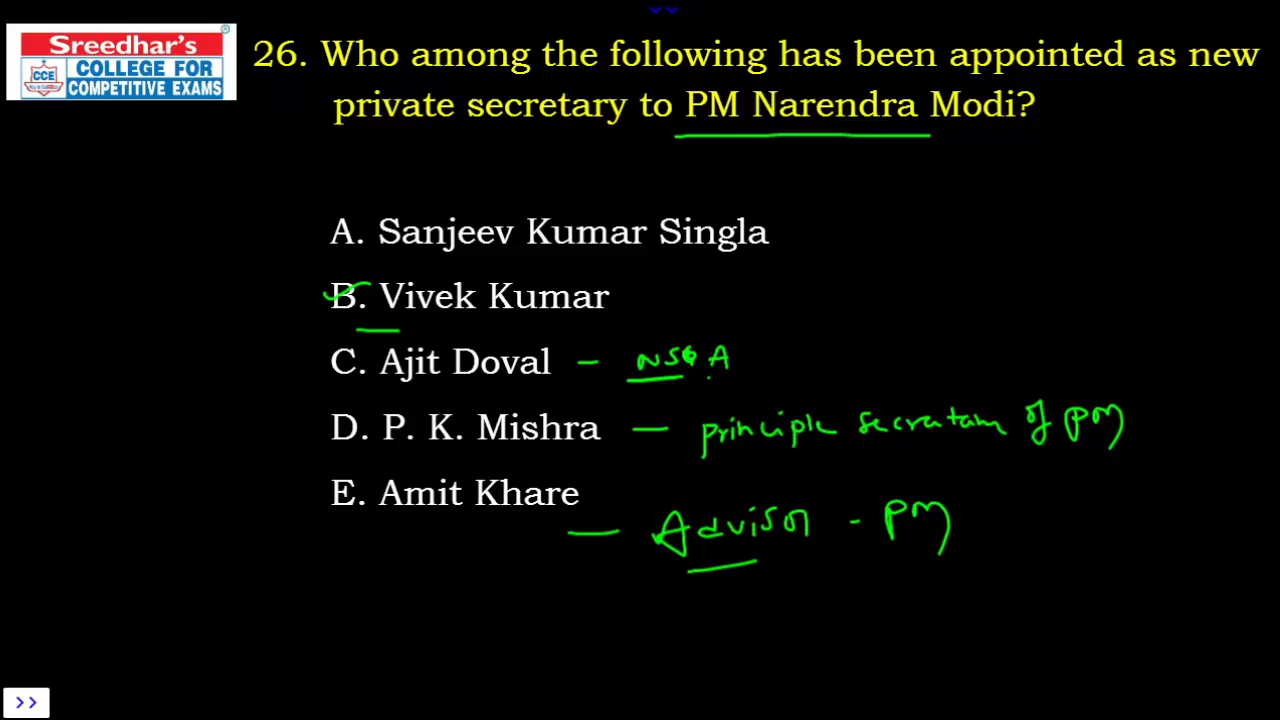 Sreedhar's
CCE
COLLEGE FOR
COMPETITIVE EXAMS
26. Who among the following has been appointed as new
private secretary to PM Narendra Modi?
A. Sanjeev Kumar Singla
B. Vivek Kumar
C. Ajit Doval – NSA
D. P. K. Mishra — principle secretary of PM
E. Amit Khare
— Advisor - PM
>>